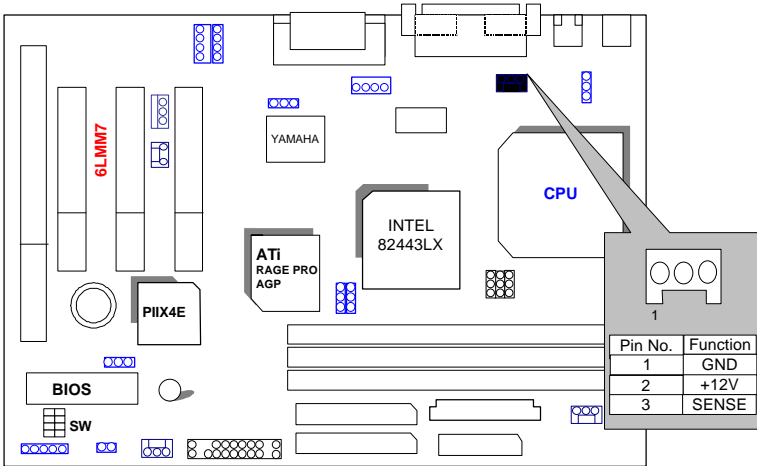 6LMM7
YAMAHA
CPU
INTEL
82443LX
ATi
RAGE PRO
AGP
PIIX4E
BIOS
SW
1
Pin No. Function
1 GND
2 +12V
3 SENSE